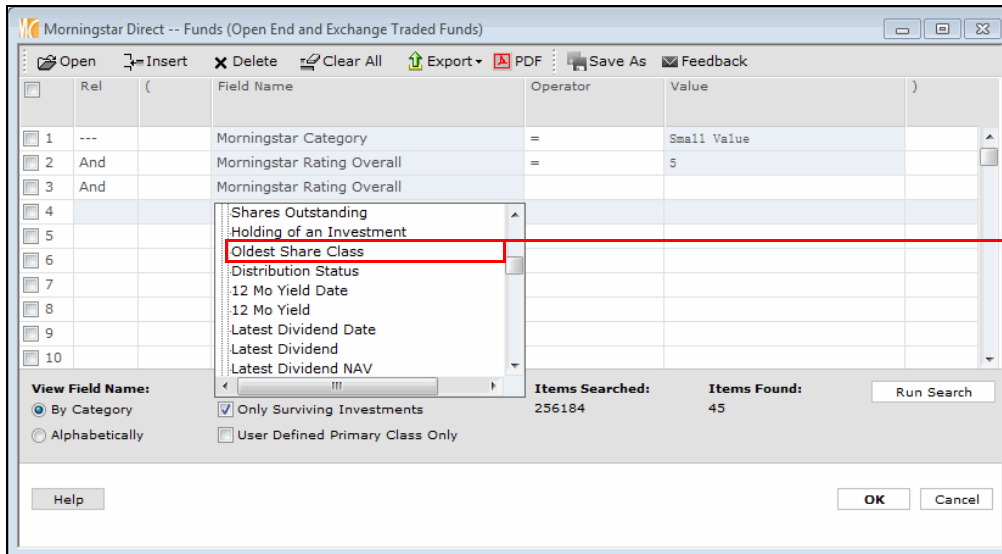 Morningstar Direct -- Funds (Open End and Exchange Traded Funds)
Open Insert Delete Clear All Export PDF Save As Feedback
Rel ( Field Name Operator Value )
1 --- Morningstar Category = Small Value
2 And Morningstar Rating Overall = 5
3 And Morningstar Rating Overall
4 Shares Outstanding
5 Holding of an Investment
Oldest Share Class
6 Distribution Status
7 12 Mo Yield Date
8 12 Mo Yield
9 Latest Dividend Date
Latest Dividend
10 Latest Dividend NAV
View Field Name: Items Searched: Items Found: Run Search
By Category Only Surviving Investments 256184 45
Alphabetically User Defined Primary Class Only
Help OK Cancel